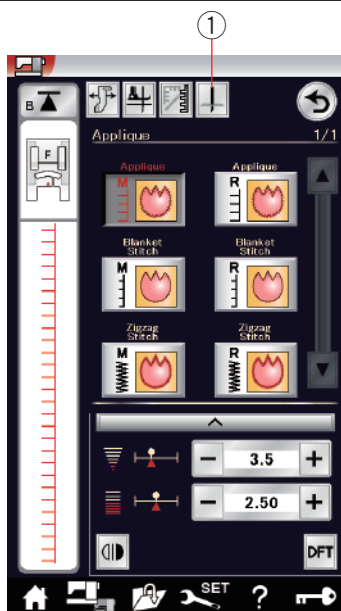 1
B
F
Applique 1/1
Applique Applique
M R
Blanket Stitch Blanket Stitch
M R
Zigzag Stitch Zigzag Stitch
M R
− 3.5 +
− 2.50 +
DFT
SET ?